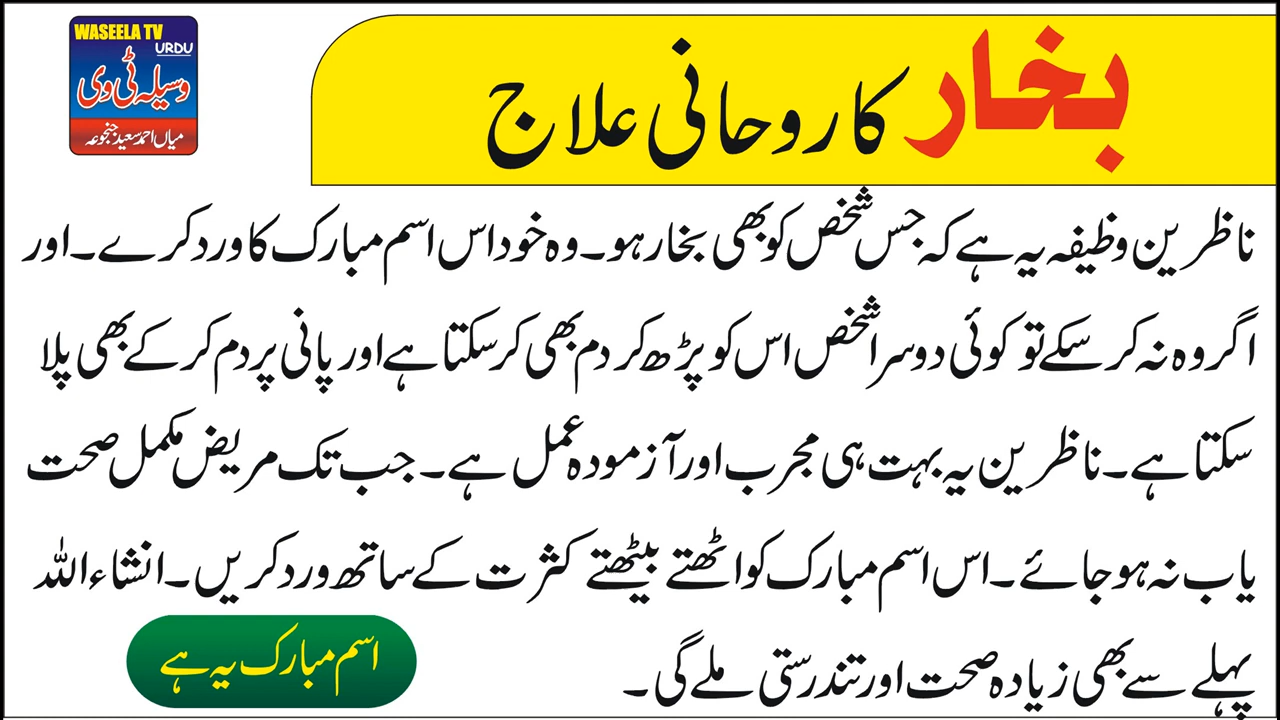 WASEELA TV
URDU
وسیلہ ٹی وی
میاں احمد سعید جنجوعہ
بخار کا روحانی علاج
ناظرین وظیفہ یہ ہے کہ جس شخص کو بھی بخار ہو۔ وہ خود اس اسم مبارک کا ورد کرے۔ اور
اگر وہ نہ کر سکے تو کوئی دوسرا شخص اس کو پڑھ کر دم بھی کر سکتا ہے اور پانی پر دم کر کے بھی پلا
سکتا ہے۔ ناظرین یہ بہت ہی مجرب اور آزمودہ عمل ہے۔ جب تک مریض مکمل صحت
یاب نہ ہو جائے۔ اس اسم مبارک کو اٹھتے بیٹھتے کثرت کے ساتھ ورد کریں۔ انشاء اللہ
پہلے سے بھی زیادہ صحت اور تندرستی ملے گی۔
اسم مبارک یہ ہے